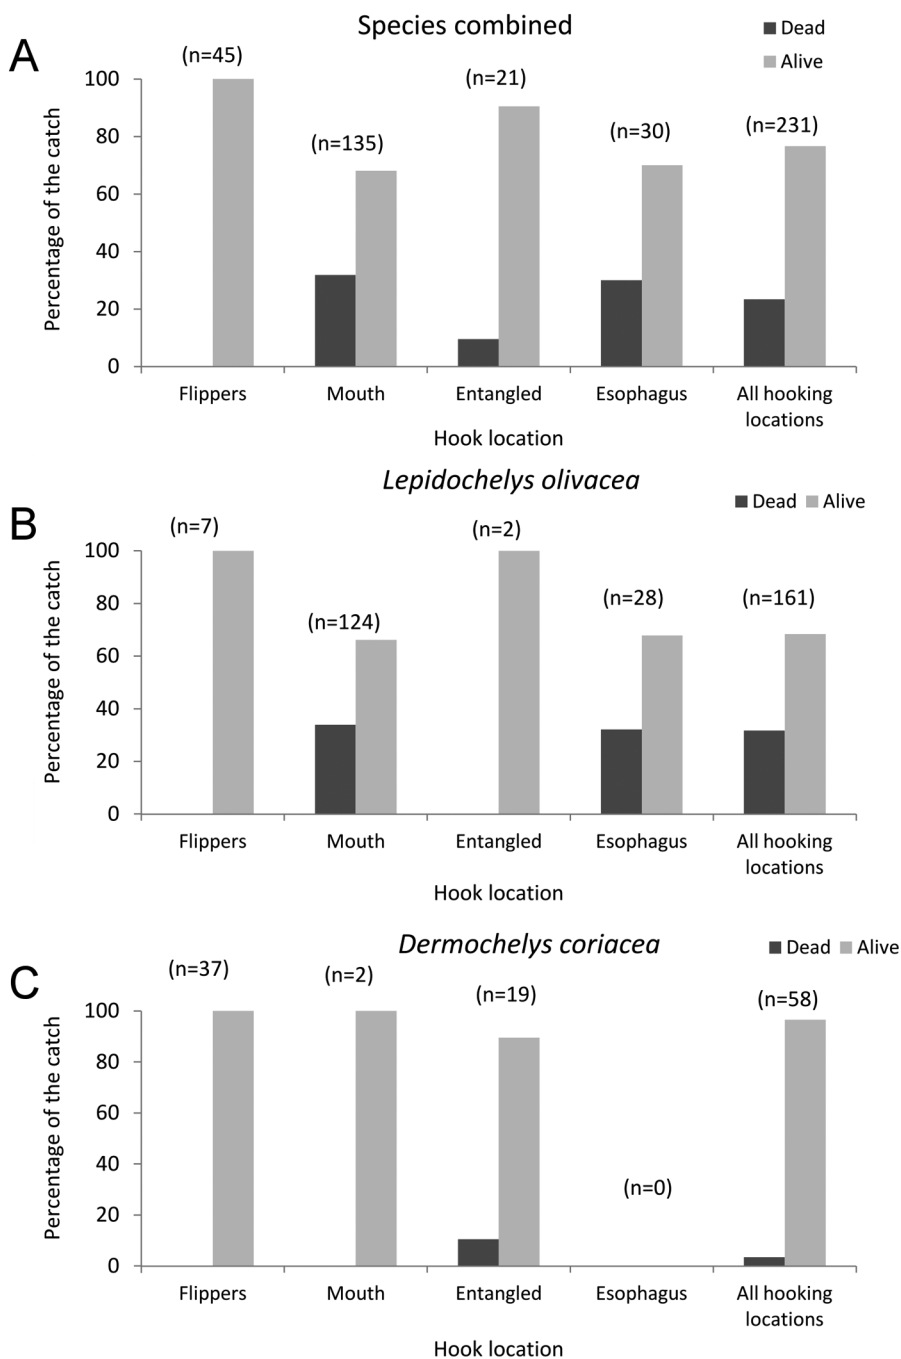 A
Species combined
Dead
Alive
(n=45)
(n=135)
(n=21)
(n=30)
(n=231)
Percentage of the catch
100
80
60
40
20
0
Flippers
Mouth
Entangled
Esophagus
All hooking
locations
Hook location
B
Lepidochelys olivacea
Dead
Alive
(n=7)
(n=124)
(n=2)
(n=28)
(n=161)
Percentage of the catch
100
80
60
40
20
0
Flippers
Mouth
Entangled
Esophagus
All hooking
locations
Hook location
C
Dermochelys coriacea
Dead
Alive
(n=37)
(n=2)
(n=19)
(n=0)
(n=58)
Percentage of the catch
100
80
60
40
20
0
Flippers
Mouth
Entangled
Esophagus
All hooking
locations
Hook location